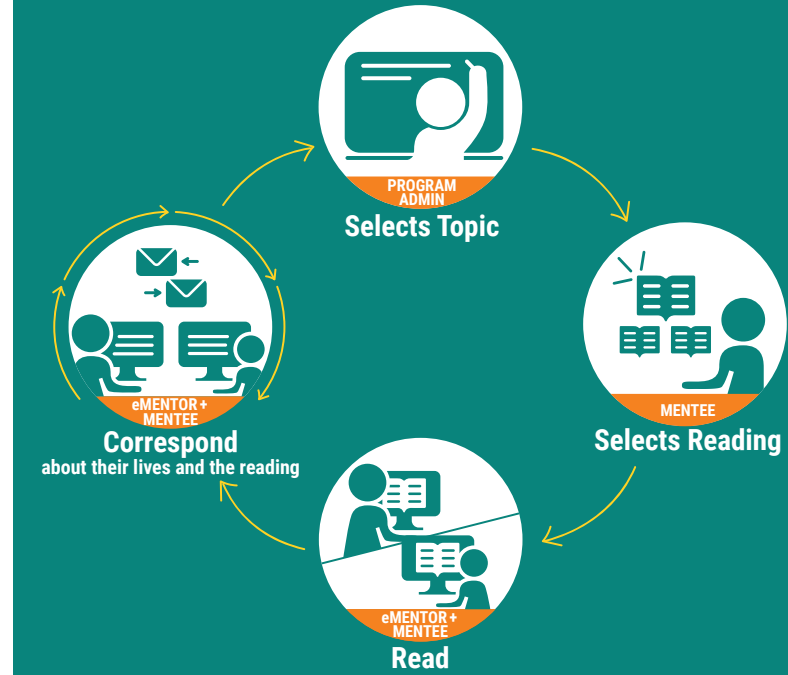 PROGRAM
ADMIN
Selects Topic
MENTEE
Selects Reading
eMENTOR +
MENTEE
Read
eMENTOR +
MENTEE
Correspond
about their lives and the reading